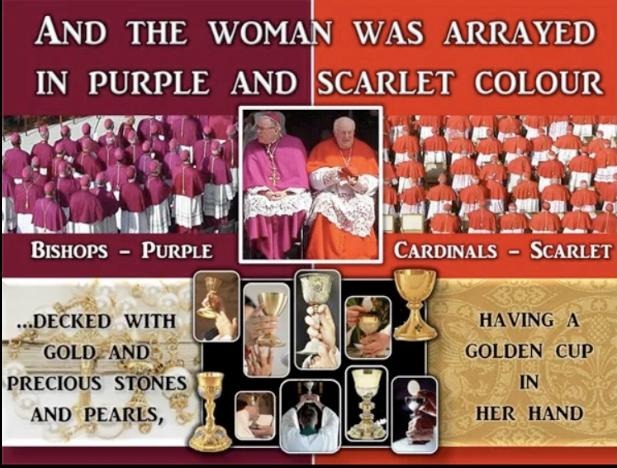 AND THE WOMAN WAS ARRAYED
IN PURPLE AND SCARLET COLOUR
BISHOPS – PURPLE
CARDINALS – SCARLET
...DECKED WITH
GOLD AND
PRECIOUS STONES
AND PEARLS,
HAVING A
GOLDEN CUP
IN
HER HAND